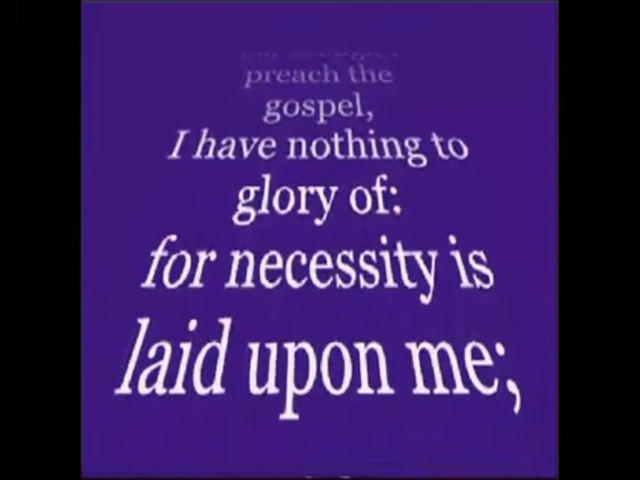 preach the
gospel,
I have nothing to
glory of:
for necessity is
laid upon me;